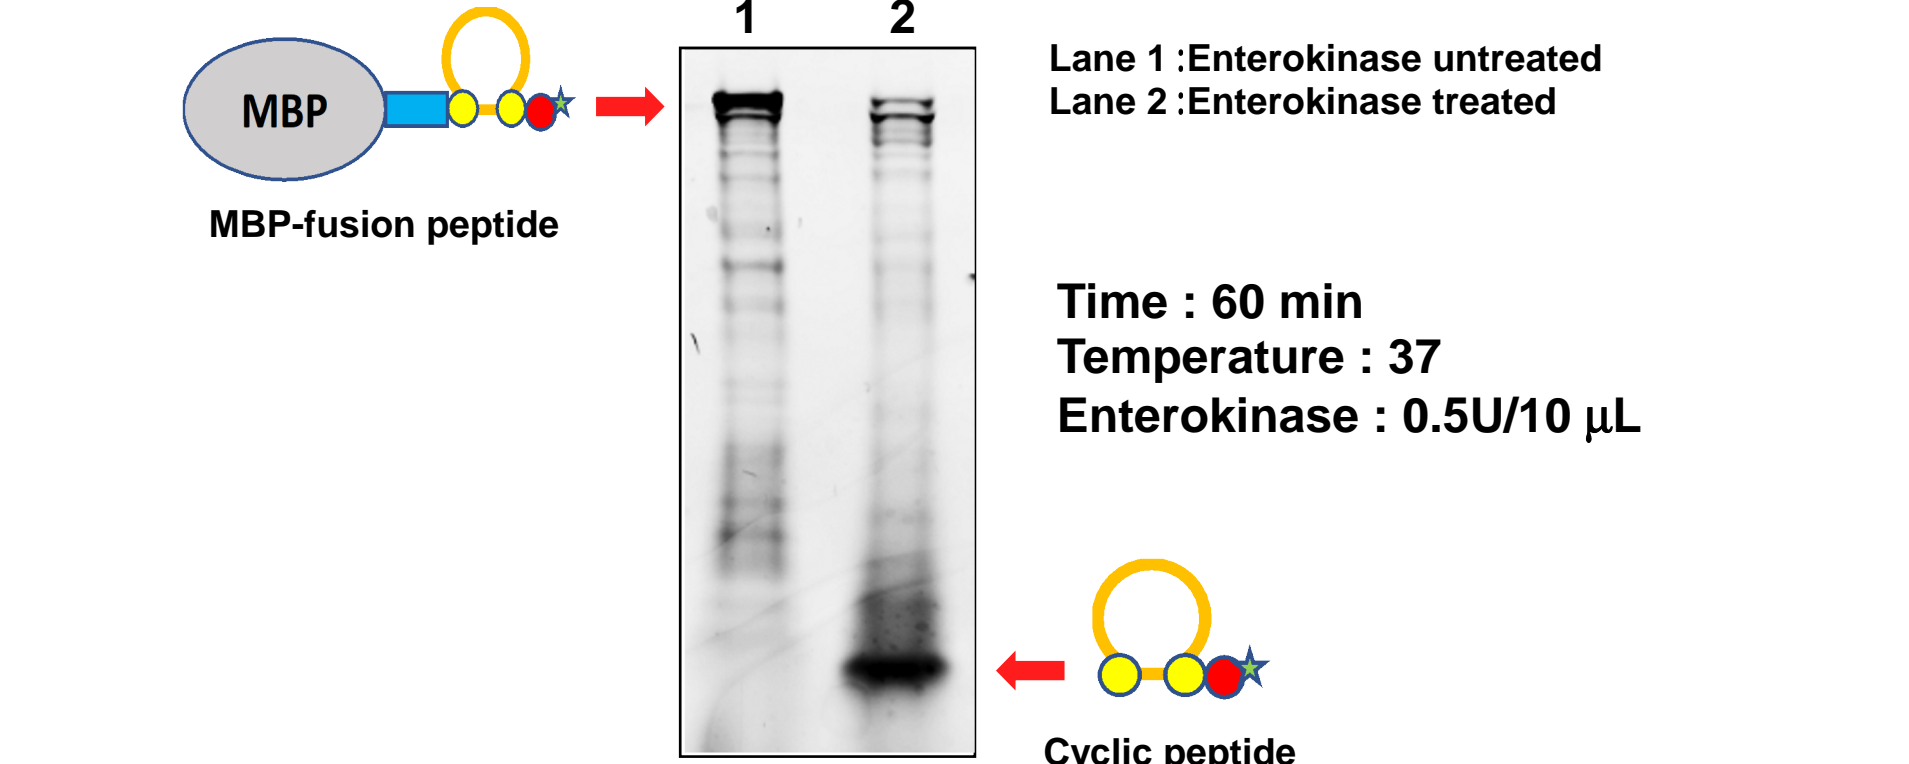 1 2
Lane 1 :Enterokinase untreated
Lane 2 :Enterokinase treated
MBP
MBP-fusion peptide
Time : 60 min
Temperature : 37
Enterokinase : 0.5U/10 μL
Cyclic peptide